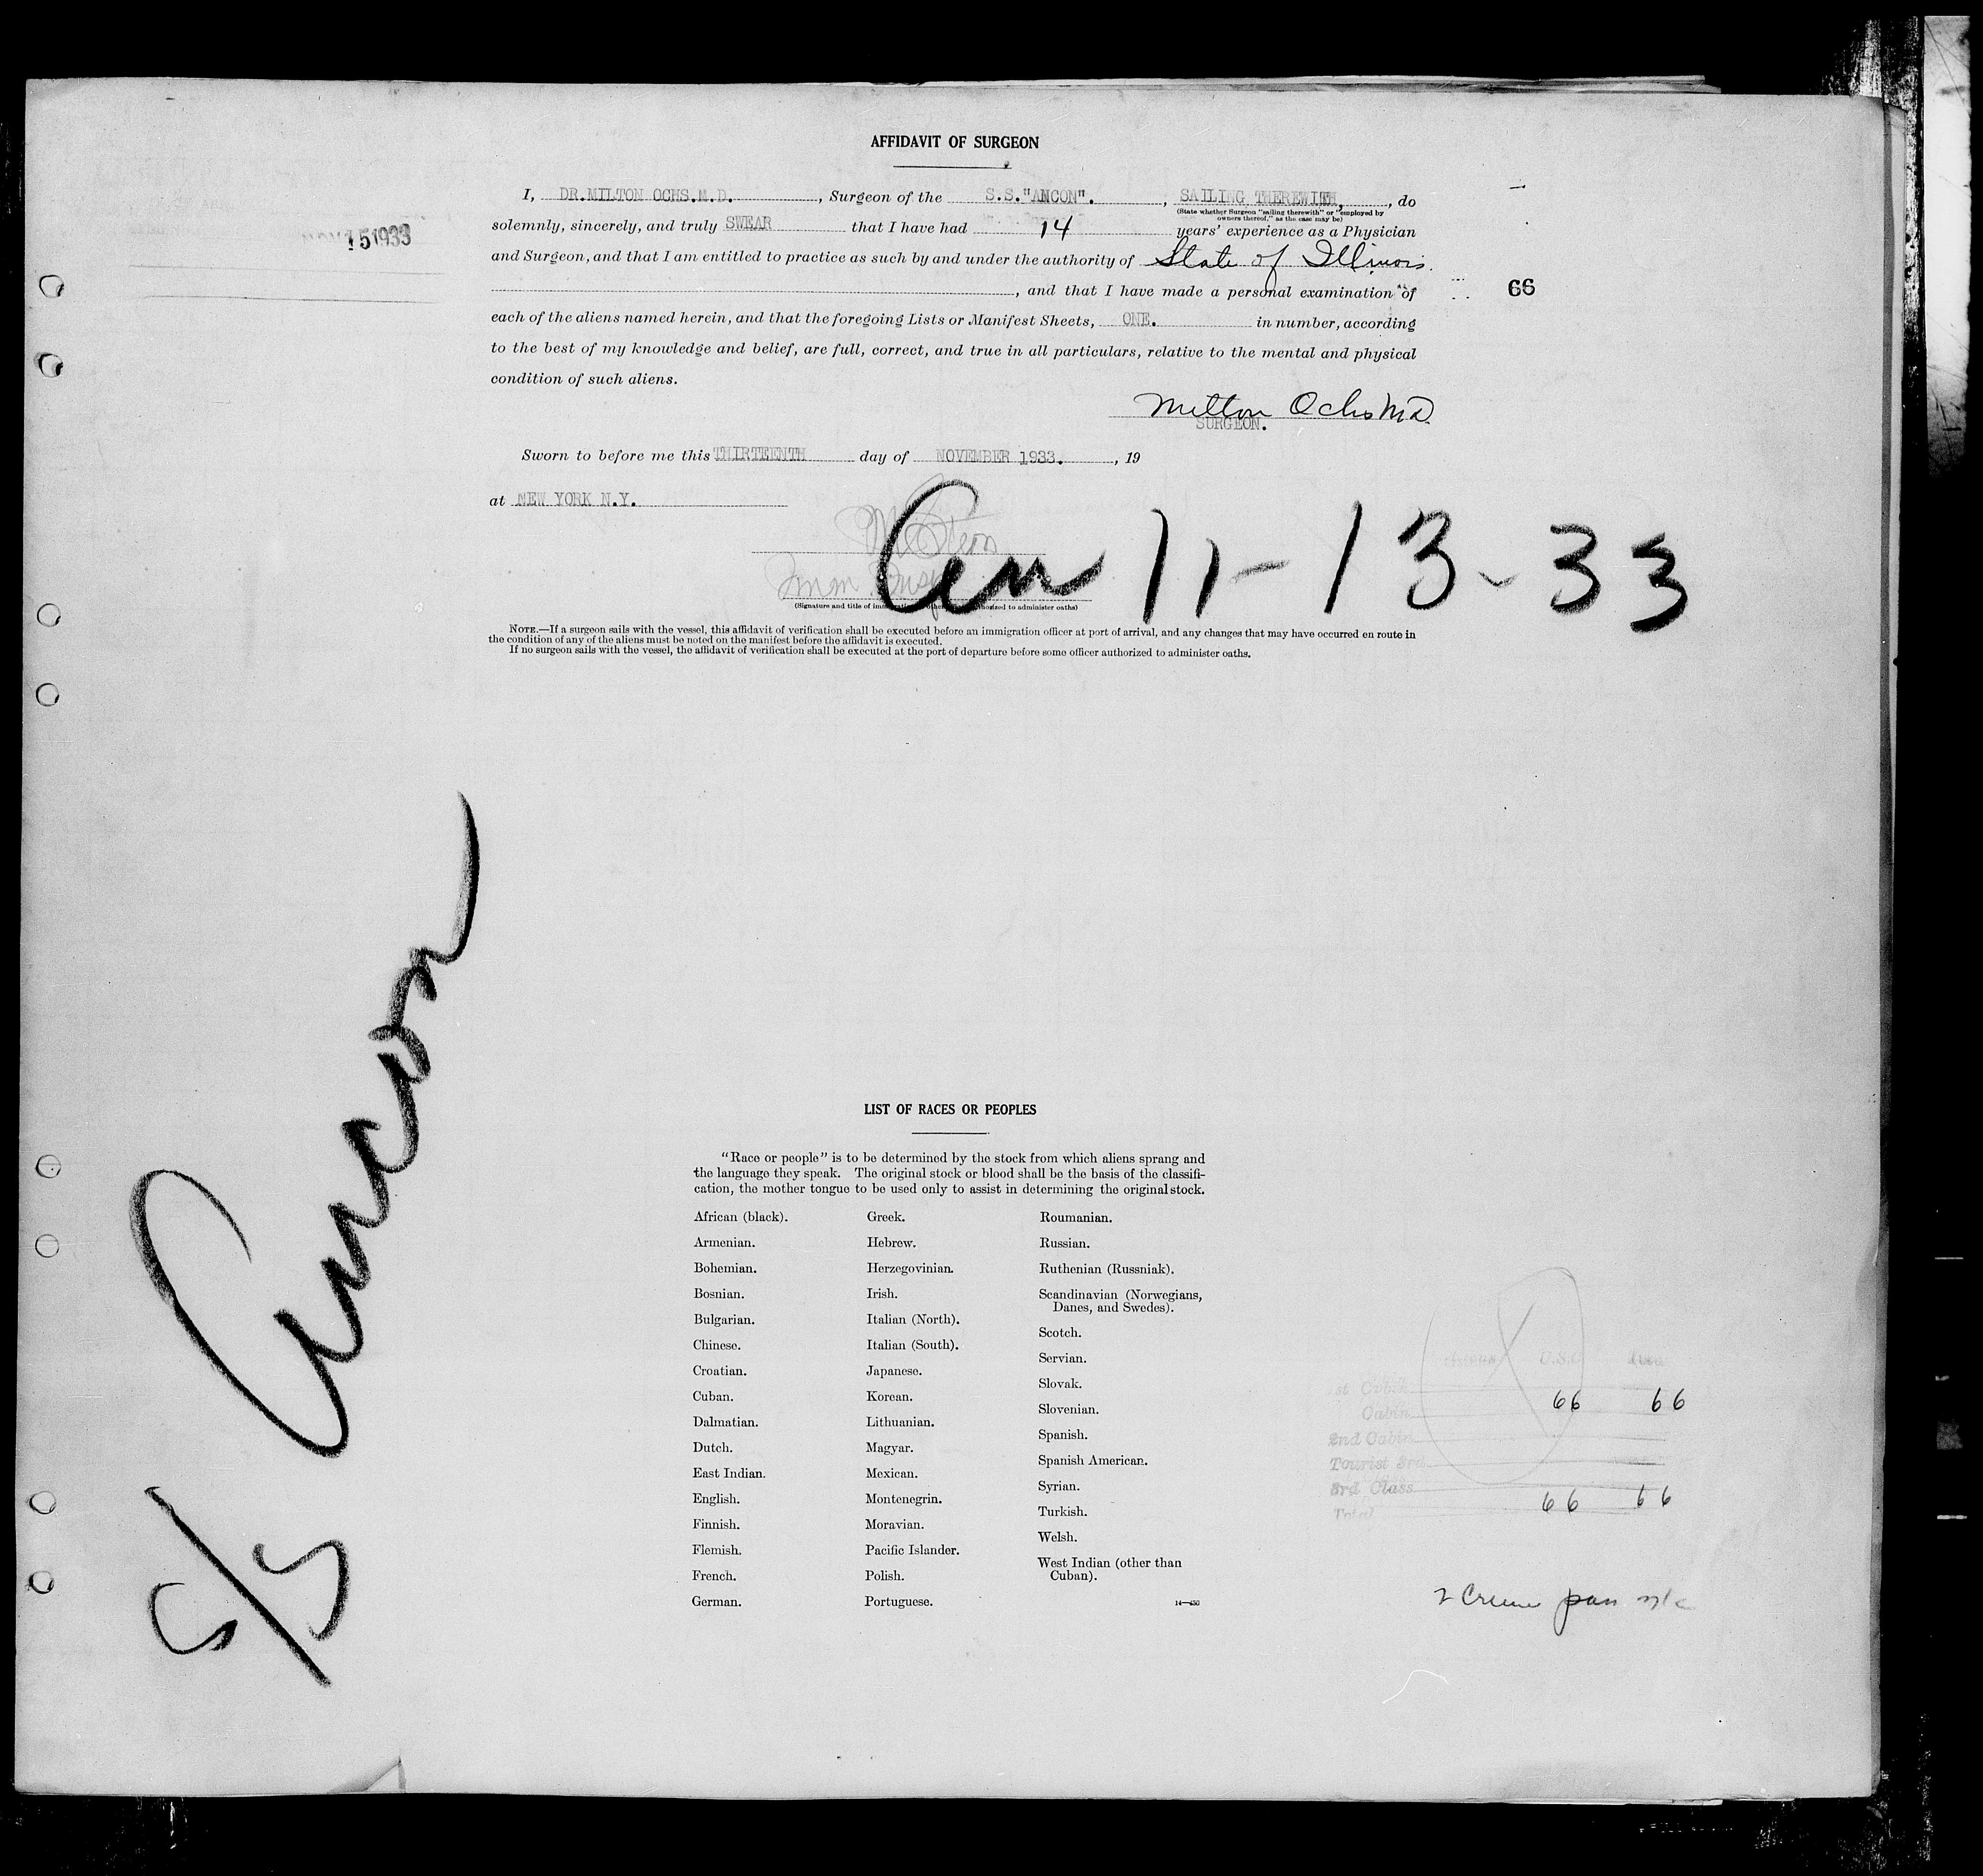 AFFIDAVIT OF SURGEON
I, DR.MILTON OCHS.M.D. , Surgeon of the S.S."ANCON". , SAILING THEREWITH, , do
(State whether Surgeon "sailing therewith" or "employed by
owners thereof," as the case may be)
solemnly, sincerely, and truly SWEAR that I have had 14 years' experience as a Physician
and Surgeon, and that I am entitled to practice as such by and under the authority of State of Illinois.
, and that I have made a personal examination of
each of the aliens named herein, and that the foregoing Lists or Manifest Sheets, ONE. in number, according
to the best of my knowledge and belief, are full, correct, and true in all particulars, relative to the mental and physical
condition of such aliens.
Milton Ochs MD.
SURGEON.
Sworn to before me this THIRTEENTH day of NOVEMBER 1933. , 19
at NEW YORK N.Y.
15 1933
66
11-13-33
(Signature and title of authorized to administer oaths)
NOTE.—If a surgeon sails with the vessel, this affidavit of verification shall be executed before an immigration officer at port of arrival, and any changes that may have occurred en route in
the condition of any of the aliens must be noted on the manifest before the affidavit is executed.
If no surgeon sails with the vessel, the affidavit of verification shall be executed at the port of departure before some officer authorized to administer oaths.
S/S Ancon
LIST OF RACES OR PEOPLES
"Race or people" is to be determined by the stock from which aliens sprang and
the language they speak. The original stock or blood shall be the basis of the classifi-
cation, the mother tongue to be used only to assist in determining the original stock.
African (black).
Armenian.
Bohemian.
Bosnian.
Bulgarian.
Chinese.
Croatian.
Cuban.
Dalmatian.
Dutch.
East Indian.
English.
Finnish.
Flemish.
French.
German.
Greek.
Hebrew.
Herzegovinian.
Irish.
Italian (North).
Italian (South).
Japanese.
Korean.
Lithuanian.
Magyar.
Mexican.
Montenegrin.
Moravian.
Pacific Islander.
Polish.
Portuguese.
Roumanian.
Russian.
Ruthenian (Russniak).
Scandinavian (Norwegians,
Danes, and Swedes).
Scotch.
Servian.
Slovak.
Slovenian.
Spanish.
Spanish American.
Syrian.
Turkish.
Welsh.
West Indian (other than
Cuban).
14—430
Cabin 66 66
2nd Cabin
Tourist 3rd
3rd Class
Total 66 66